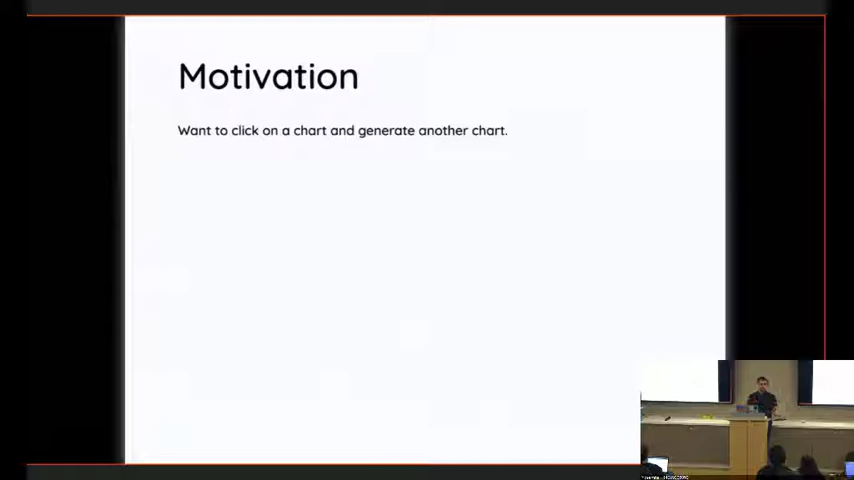 Motivation
Want to click on a chart and generate another chart.